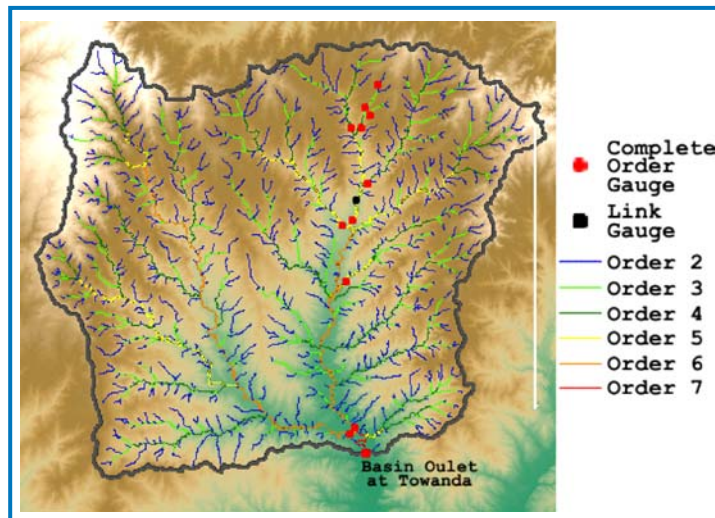 Complete
Order
Gauge
Link
Gauge
Order 2
Order 3
Order 4
Order 5
Order 6
Order 7
Basin Oulet
at Towanda